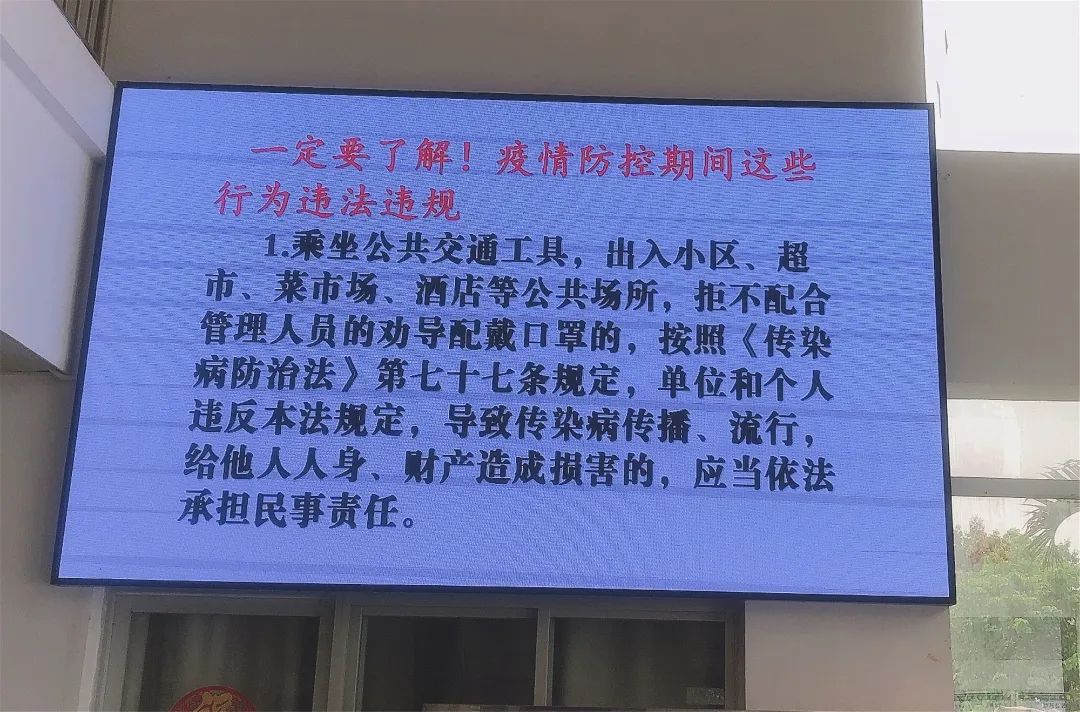 一定要了解！疫情防控期间这些
行为违法违规
1.乘坐公共交通工具，出入小区、超
市、菜市场、酒店等公共场所，拒不配合
管理人员的劝导配戴口罩的，按照《传染
病防治法》第七十七条规定，单位和个人
违反本法规定，导致传染病传播、流行，
给他人人身、财产造成损害的，应当依法
承担民事责任。